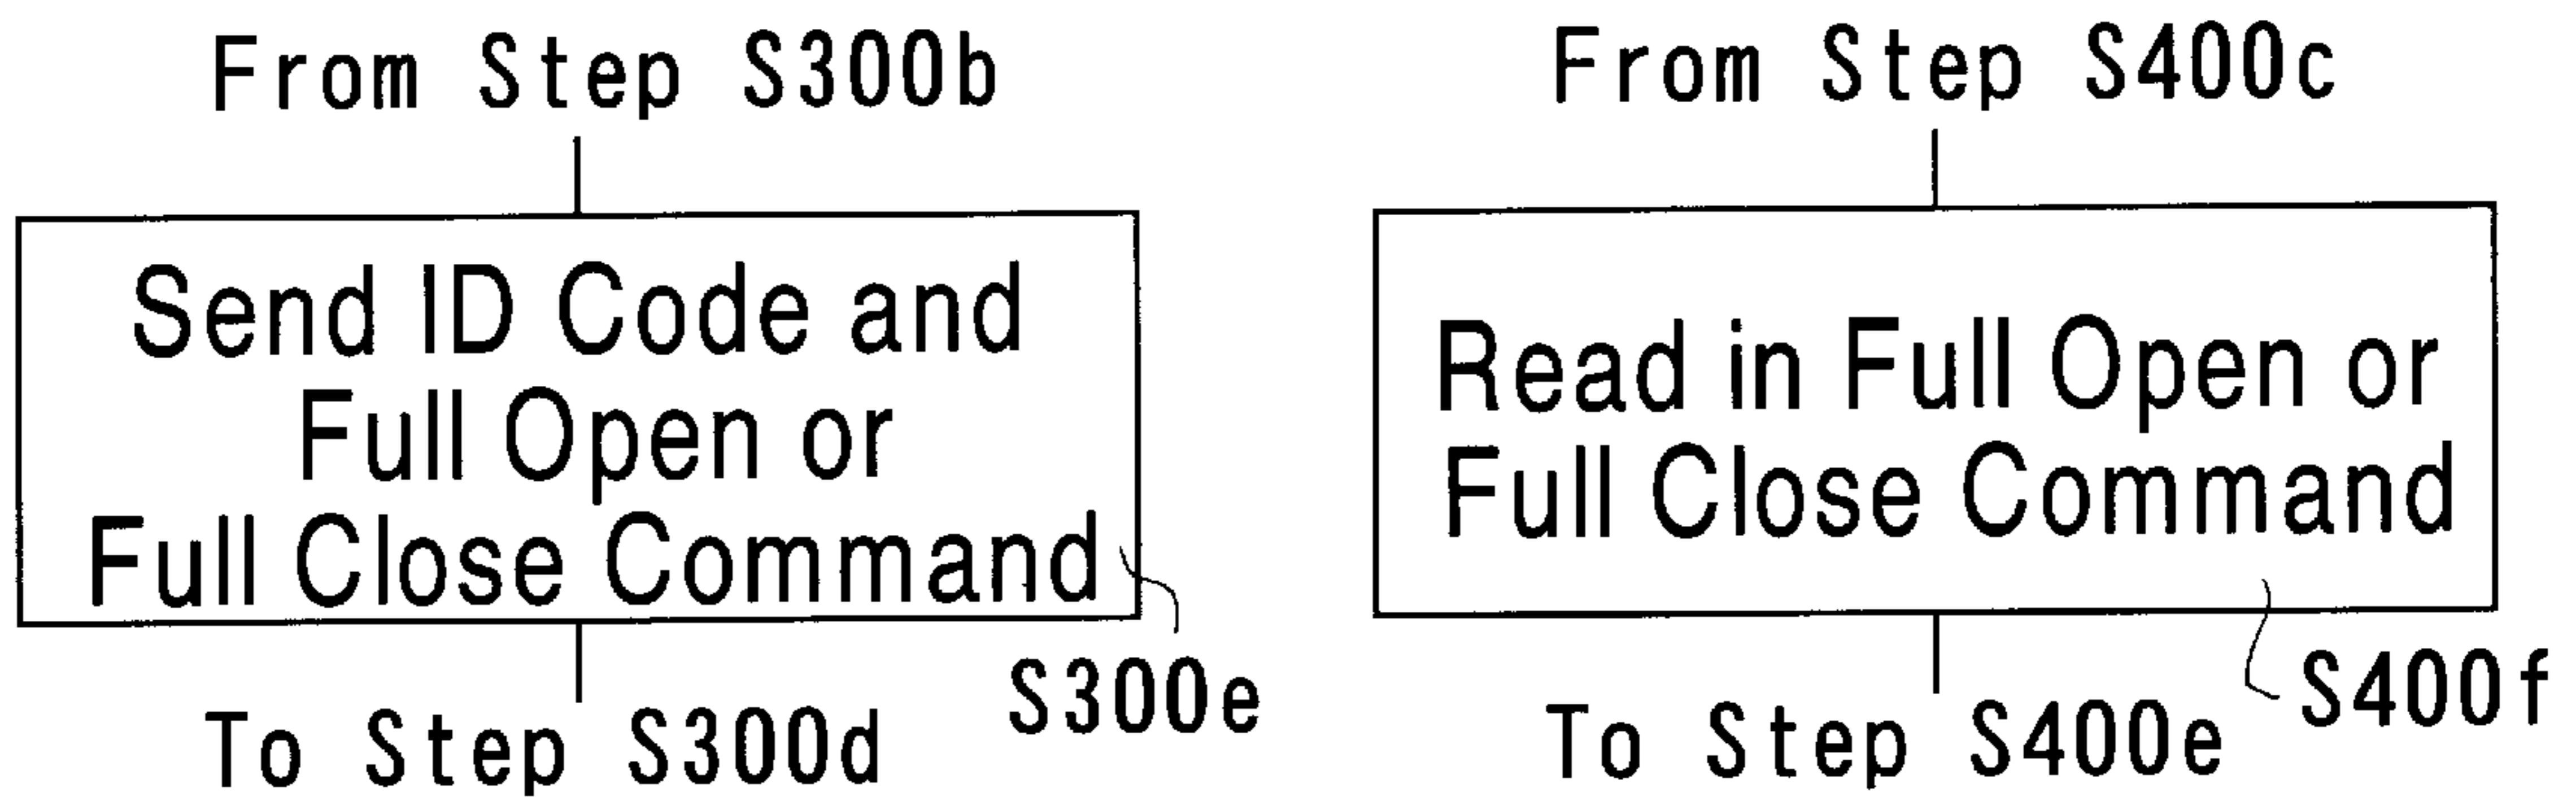 From Step S300b
Send ID Code and
Full Open or
Full Close Command
S300e
To Step S300d
From Step S400c
Read in Full Open or
Full Close Command
S400f
To Step S400e